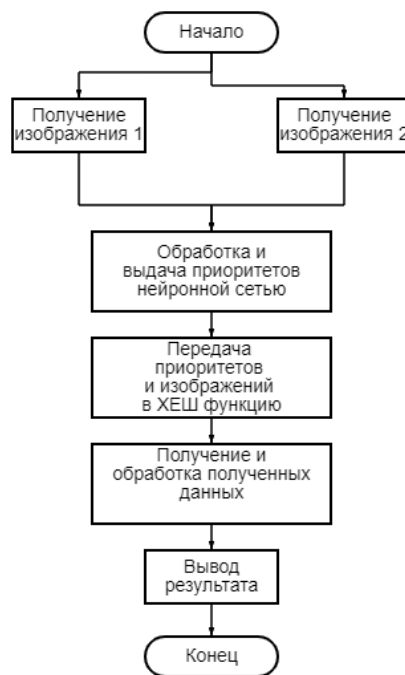 Начало
Получение
изображения 1
Получение
изображения 2
Обработка и
выдача приоритетов
нейронной сетью
Передача
приоритетов
и изображений
в ХЕШ функцию
Получение и
обработка полученных
данных
Вывод
результата
Конец